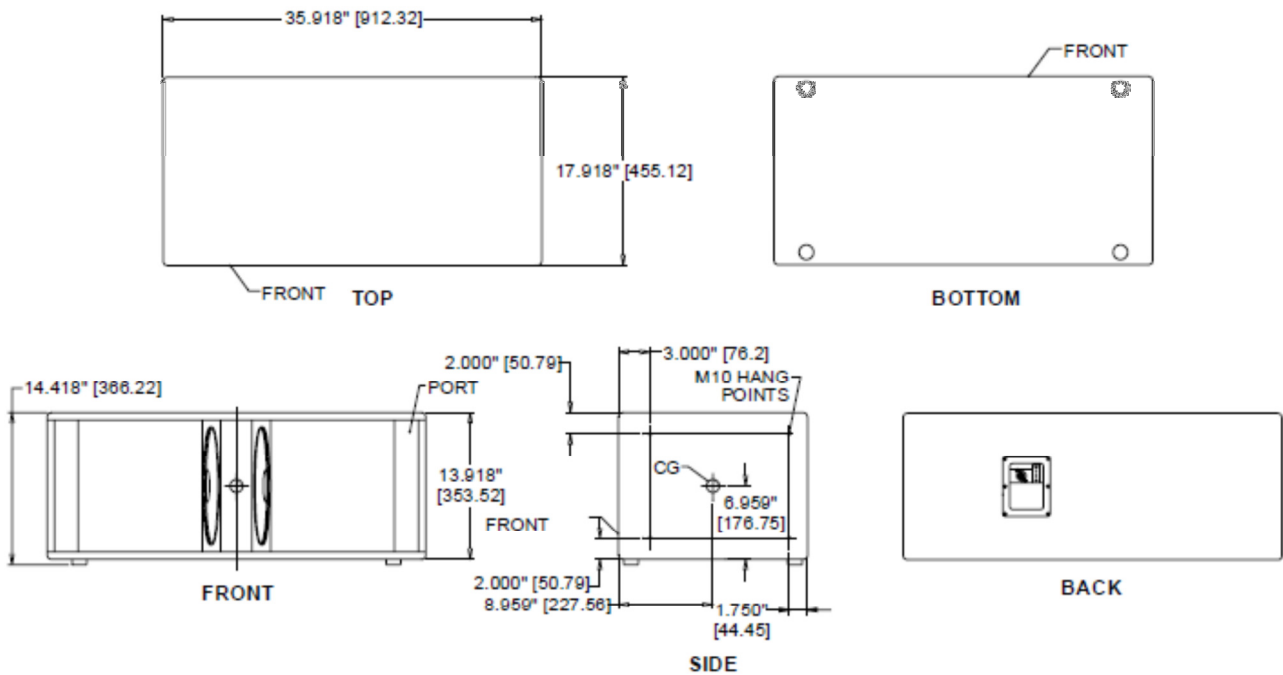 35.918" [912.32]
17.918" [455.12]
FRONT
TOP
FRONT
BOTTOM
14.418" [366.22]
PORT
13.918"
[353.52]
FRONT
2.000" [50.79]
3.000" [76.2]
M10 HANG
POINTS
CG
6.959"
[176.75]
FRONT
2.000" [50.79]
8.959" [227.56]
1.750"
[44.45]
SIDE
BACK